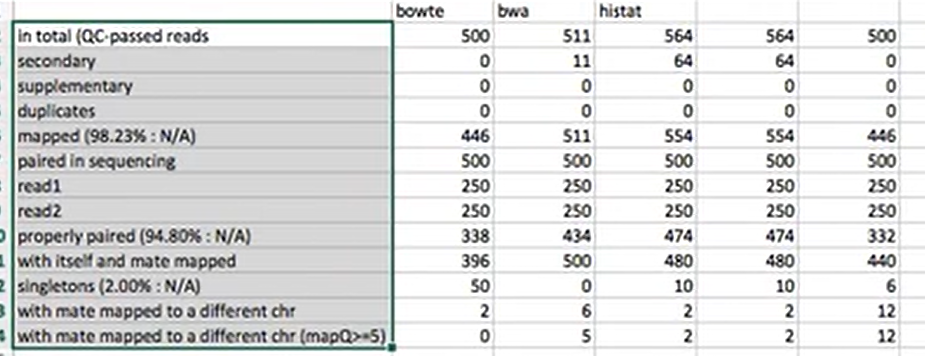 bowte bwa histat
in total (QC-passed reads 500 511 564 564 500
secondary 0 11 64 64 0
supplementary 0 0 0 0 0
duplicates 0 0 0 0 0
mapped (98.23% : N/A) 446 511 554 554 446
paired in sequencing 500 500 500 500 500
read1 250 250 250 250 250
read2 250 250 250 250 250
properly paired (94.80% : N/A) 338 434 474 474 332
with itself and mate mapped 396 500 480 480 440
singletons (2.00% : N/A) 50 0 10 10 6
with mate mapped to a different chr 2 6 2 2 12
with mate mapped to a different chr (mapQ>=5) 0 5 2 2 12